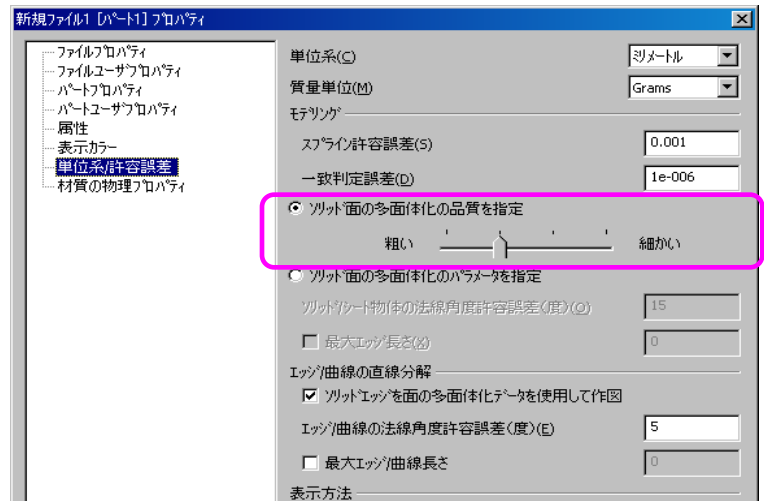 新規ファイル1 [パート1] プロパティ
ファイルプロパティ
ファイルユーザプロパティ
パートプロパティ
パートユーザプロパティ
属性
表示カラー
単位系/許容誤差
材質の物理プロパティ
単位系(C) ミリメートル
質量単位(M) Grams
モデリング
スプライン許容誤差(S) 0.001
一致判定誤差(D) 1e-006
ソリッド面の多面体化の品質を指定
粗い 細かい
ソリッド面の多面体化のパラメータを指定
ソリッド/シート物体の法線角度許容誤差(度)(O) 15
最大エッジ長さ(X) 0
エッジ/曲線の直線分解
ソリッドエッジを面の多面体化データを使用して作図
エッジ/曲線の法線角度許容誤差(度)(E) 5
最大エッジ/曲線長さ 0
表示方法